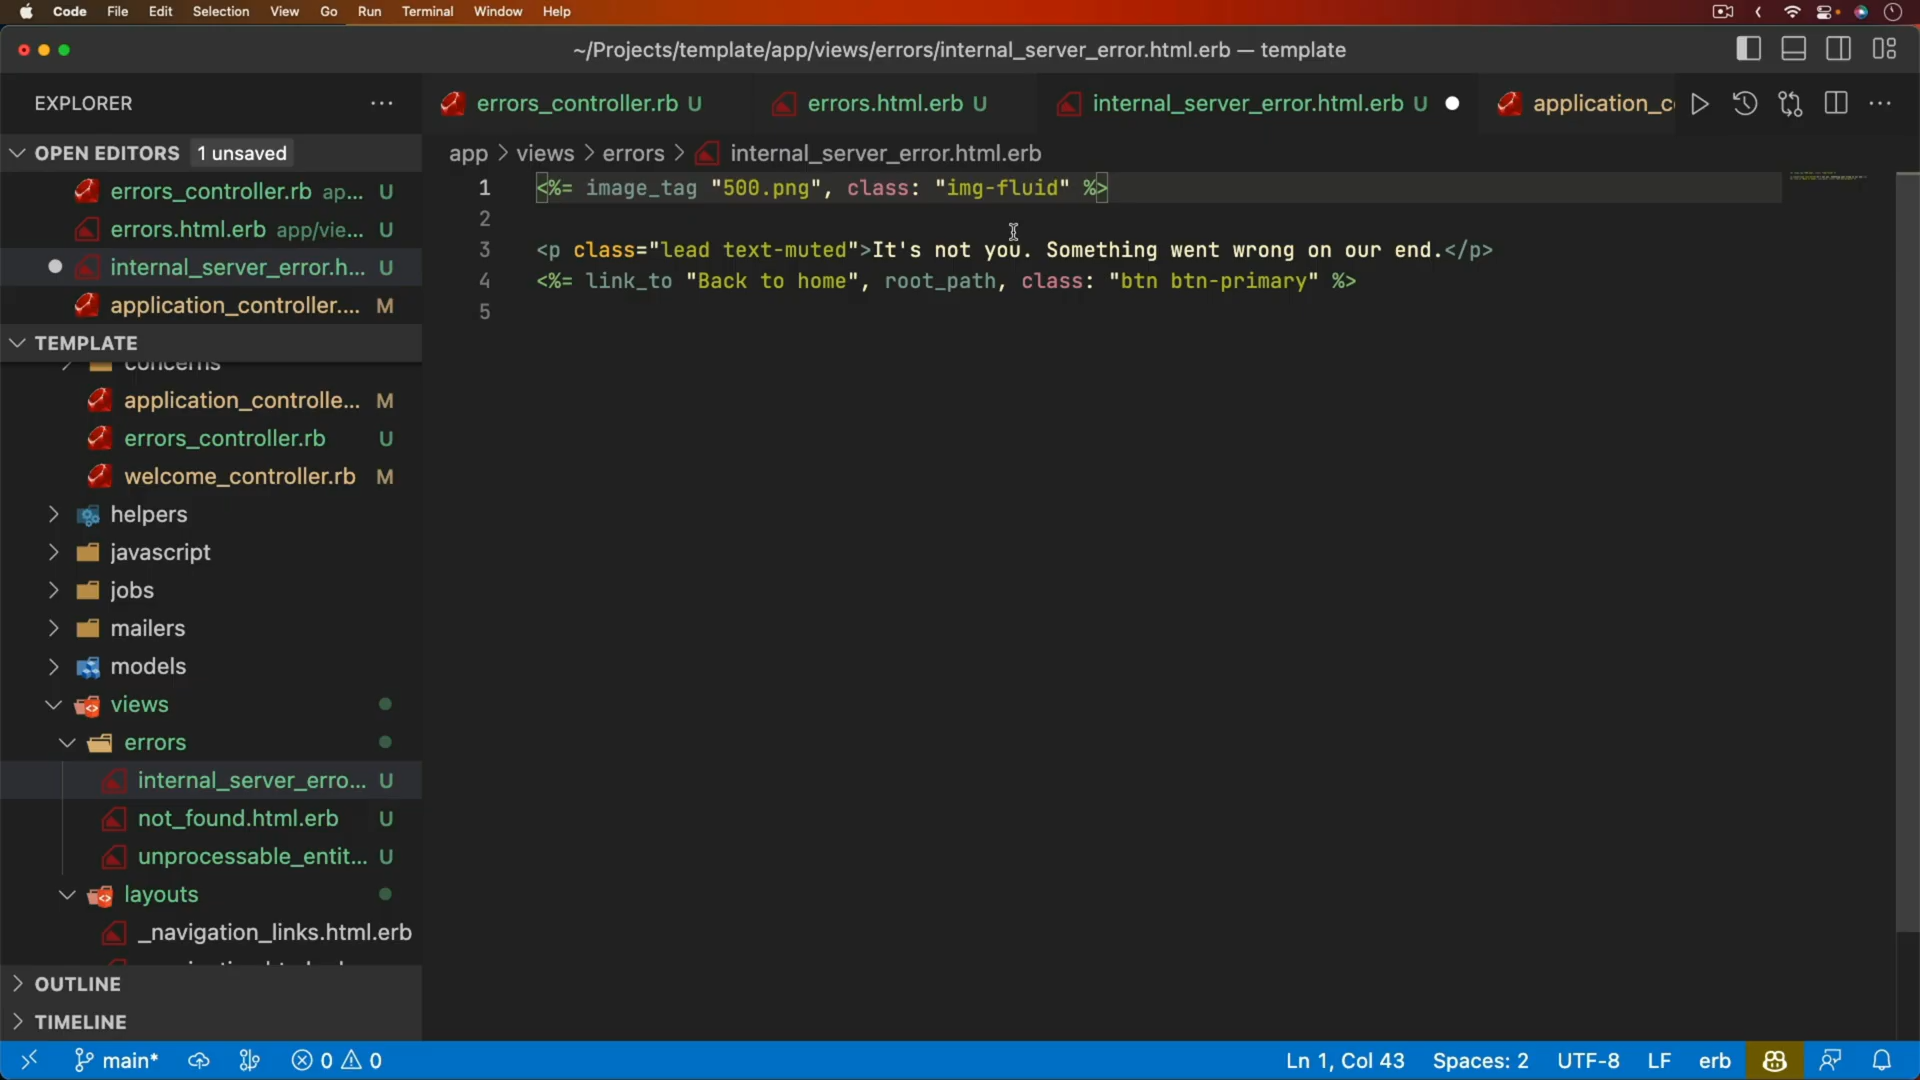 Code File Edit Selection View Go Run Terminal Window Help
~/Projects/template/app/views/errors/internal_server_error.html.erb — template
EXPLORER
errors_controller.rb U
errors.html.erb U
internal_server_error.html.erb U
application_c
OPEN EDITORS 1 unsaved
app > views > errors > internal_server_error.html.erb
errors_controller.rb ap... U
errors.html.erb app/vie... U
internal_server_error.h... U
application_controller.... M
TEMPLATE
concerns
application_controlle... M
errors_controller.rb U
welcome_controller.rb M
helpers
javascript
jobs
mailers
models
views
errors
internal_server_erro... U
not_found.html.erb U
unprocessable_entit... U
layouts
_navigation_links.html.erb
OUTLINE
TIMELINE
1 <%= image_tag "500.png", class: "img-fluid" %>
2
3 <p class="lead text-muted">It's not you. Something went wrong on our end.</p>
4 <%= link_to "Back to home", root_path, class: "btn btn-primary" %>
5
main* 0 0
Ln 1, Col 43 Spaces: 2 UTF-8 LF erb